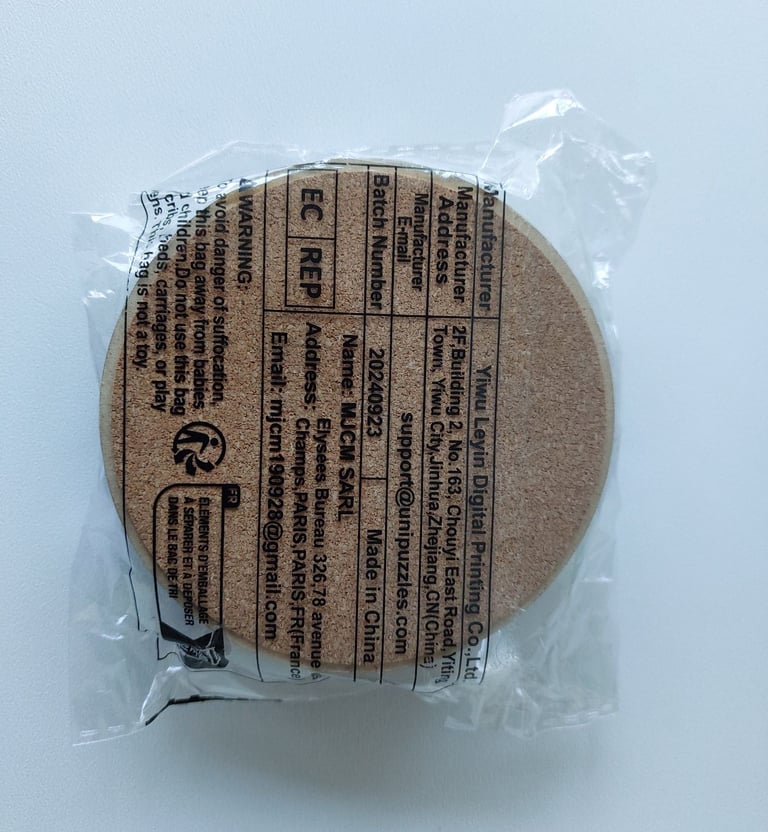 Manufacturer Yiwu Leyin Digital Printing Co.,Ltd.
Manufacturer Address 2F,Building 2, No.163, Chouyi East Road,Yiting
Town, Yiwu City,Jinhua,Zhejiang,CN(China)
Manufacturer E-mail support@unipuzzles.com
Batch Number 20240923 Made in China
EC REP
Name: MJCM SARL
Address: Elysees Bureau 326,78 avenue
Champs,PARIS,PARIS,FR(France
Email: mjcm190928@gmail.com
WARNING:
avoid danger of suffocation,
this bag away from babies
children,Do not use this bag
cribs, beds, carriages, or play
bag is not a toy.
FR
ÉLÉMENTS D'EMBALLAGE
À SÉPARER ET À DÉPOSER
DANS LE BAC DE TRI